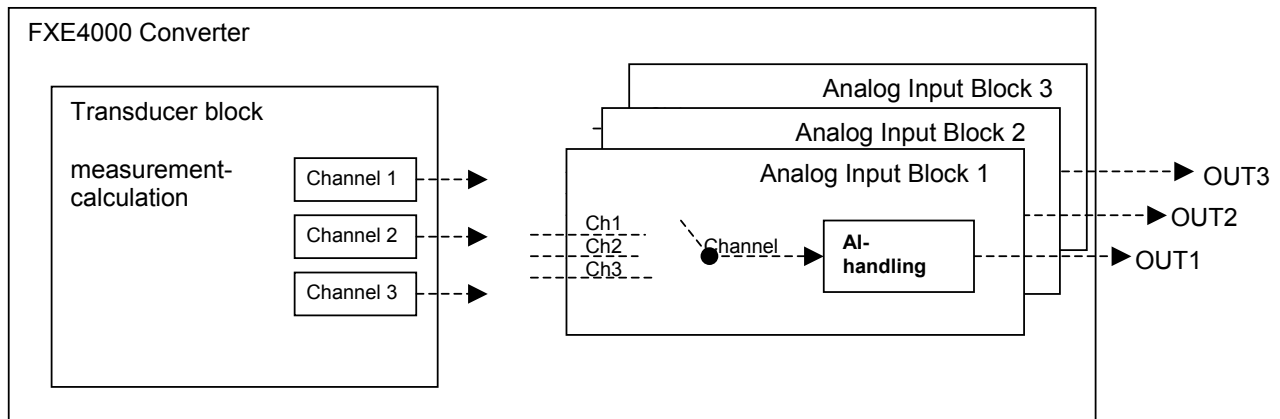 FXE4000 Converter
Transducer block
measurement-
calculation
Channel 1
Channel 2
Channel 3
Analog Input Block 3
Analog Input Block 2
Analog Input Block 1
Ch1
Ch2
Ch3
Channel
AI-
handling
OUT3
OUT2
OUT1